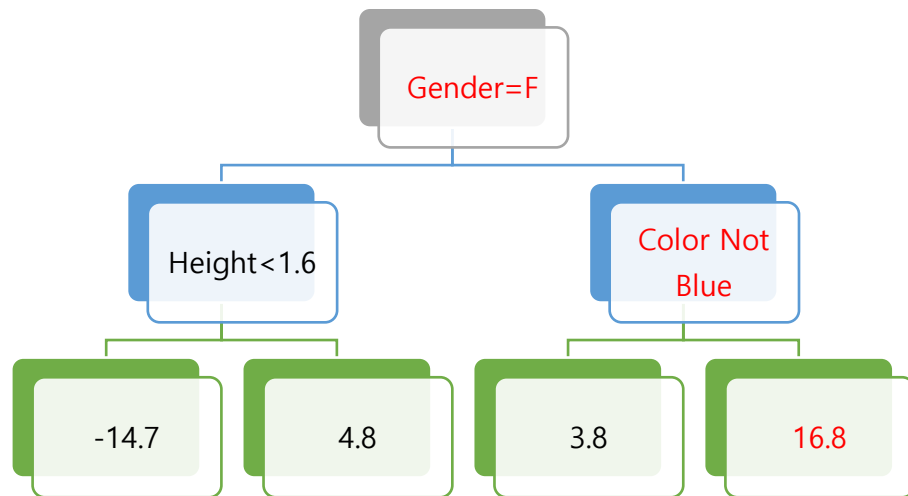 Gender=F
Height<1.6
Color Not
Blue
-14.7
4.8
3.8
16.8